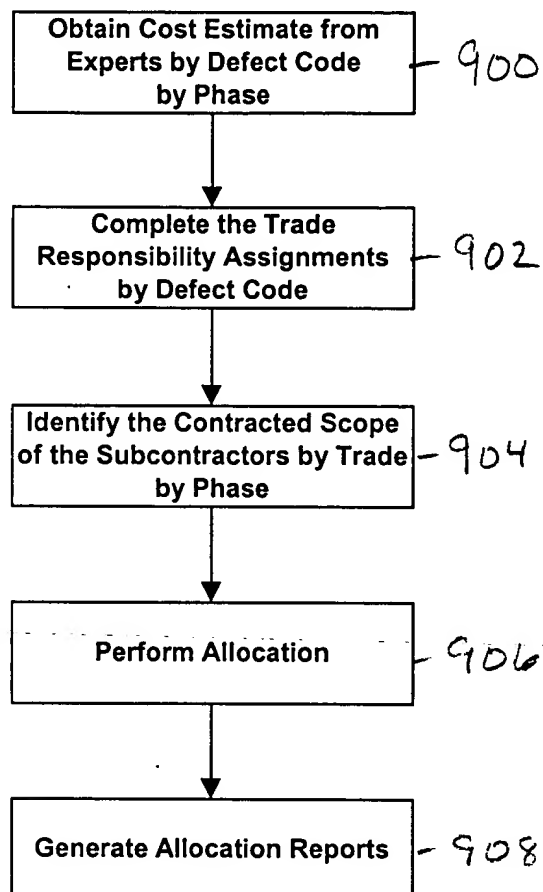 Obtain Cost Estimate from
Experts by Defect Code
by Phase
900
Complete the Trade
Responsibility Assignments
by Defect Code
902
Identify the Contracted Scope
of the Subcontractors by Trade
by Phase
904
Perform Allocation
906
Generate Allocation Reports
908